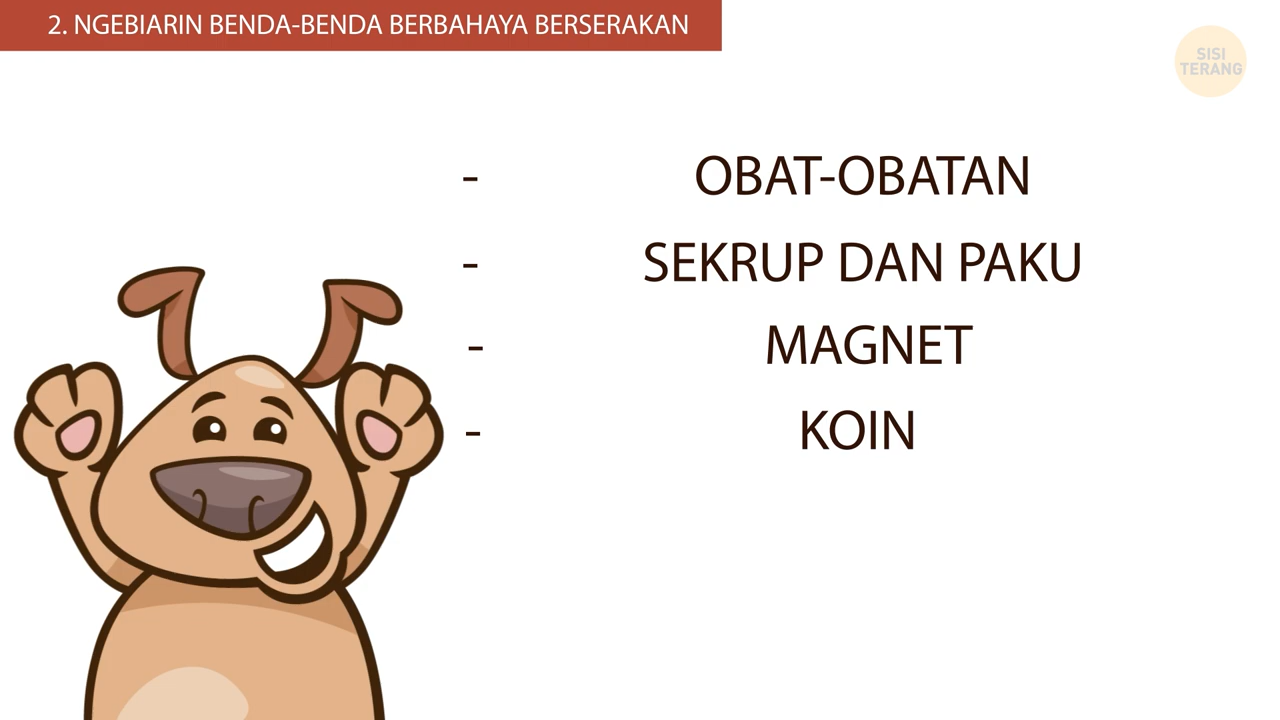 2. NGEBIARIN BENDA-BENDA BERBAHAYA BERSERAKAN
SISI
TERANG
- OBAT-OBATAN
- SEKRUP DAN PAKU
- MAGNET
- KOIN